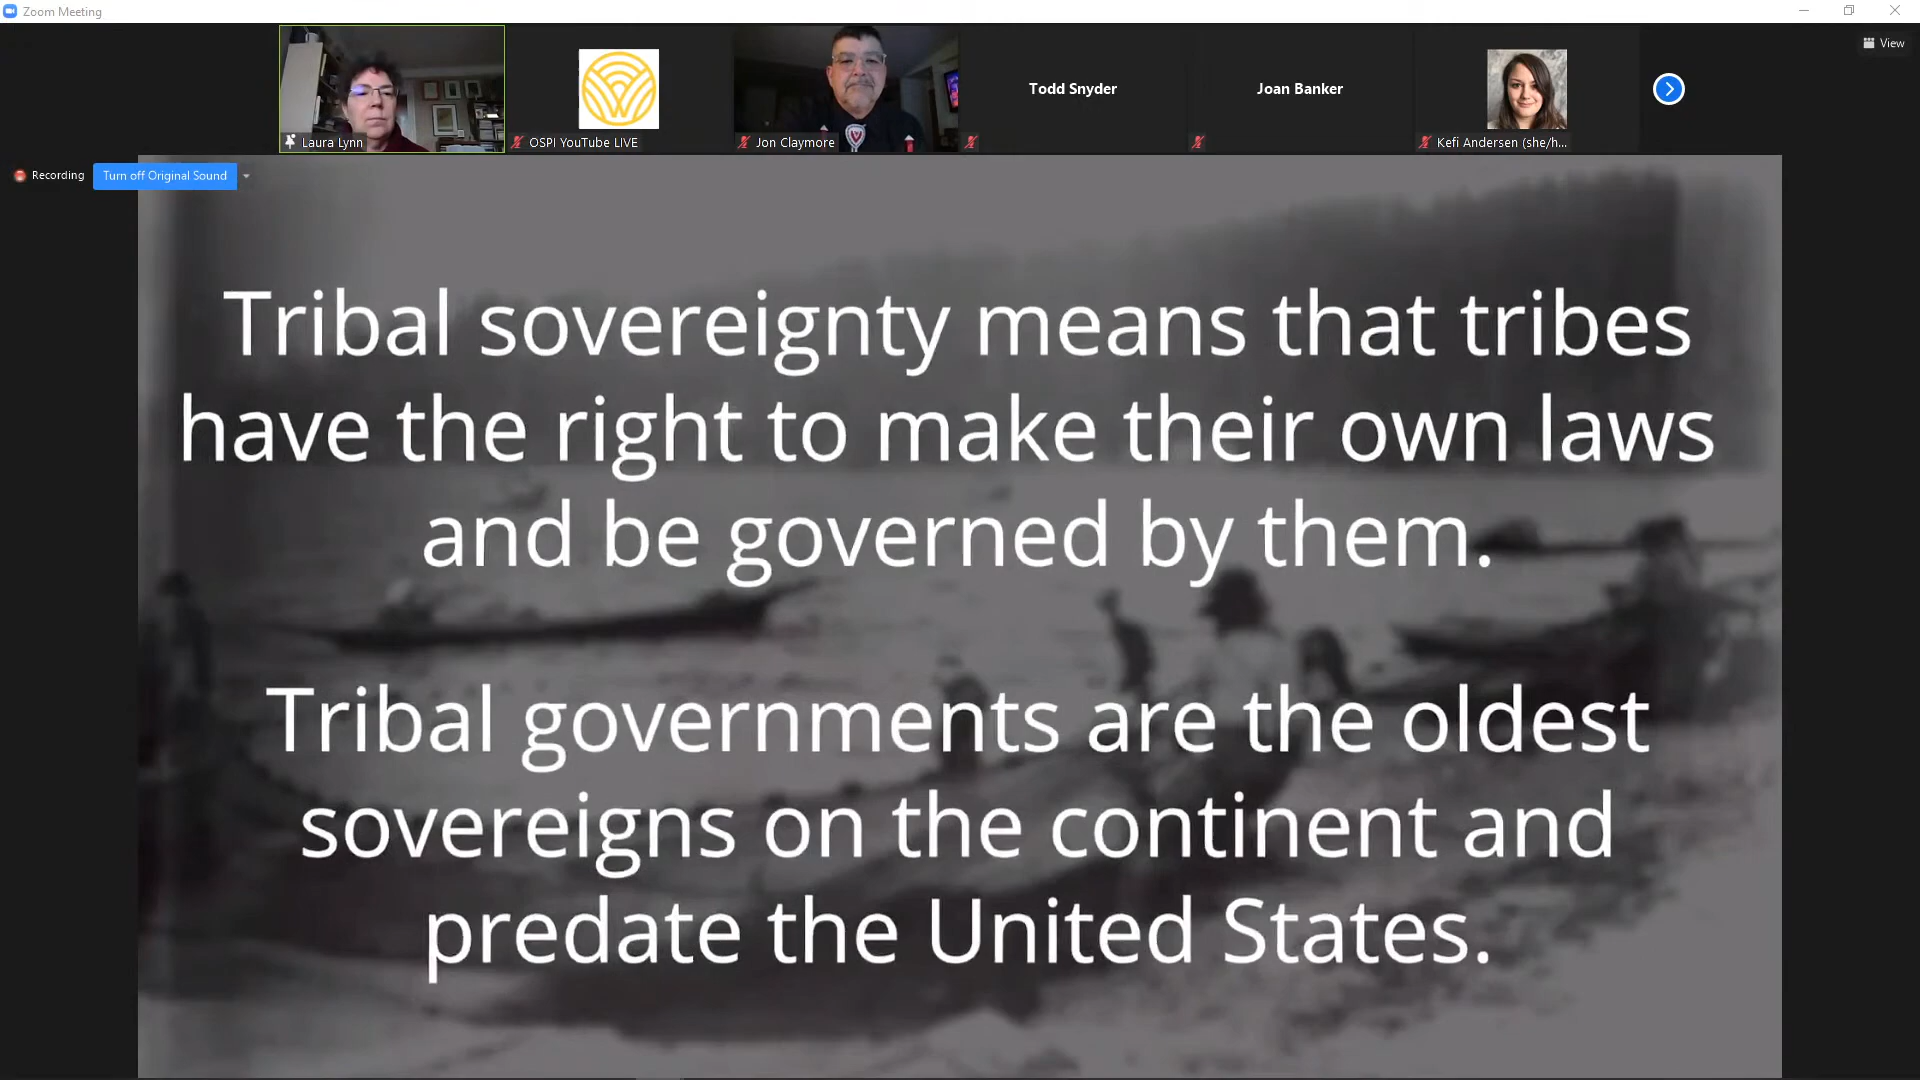 Zoom Meeting
View
Todd Snyder
Joan Banker
Laura Lynn
OSPI YouTube LIVE
Jon Claymore
Kefi Andersen (she/h...
Recording
Turn off Original Sound
Tribal sovereignty means that tribes
have the right to make their own laws
and be governed by them.
Tribal governments are the oldest
sovereigns on the continent and
predate the United States.